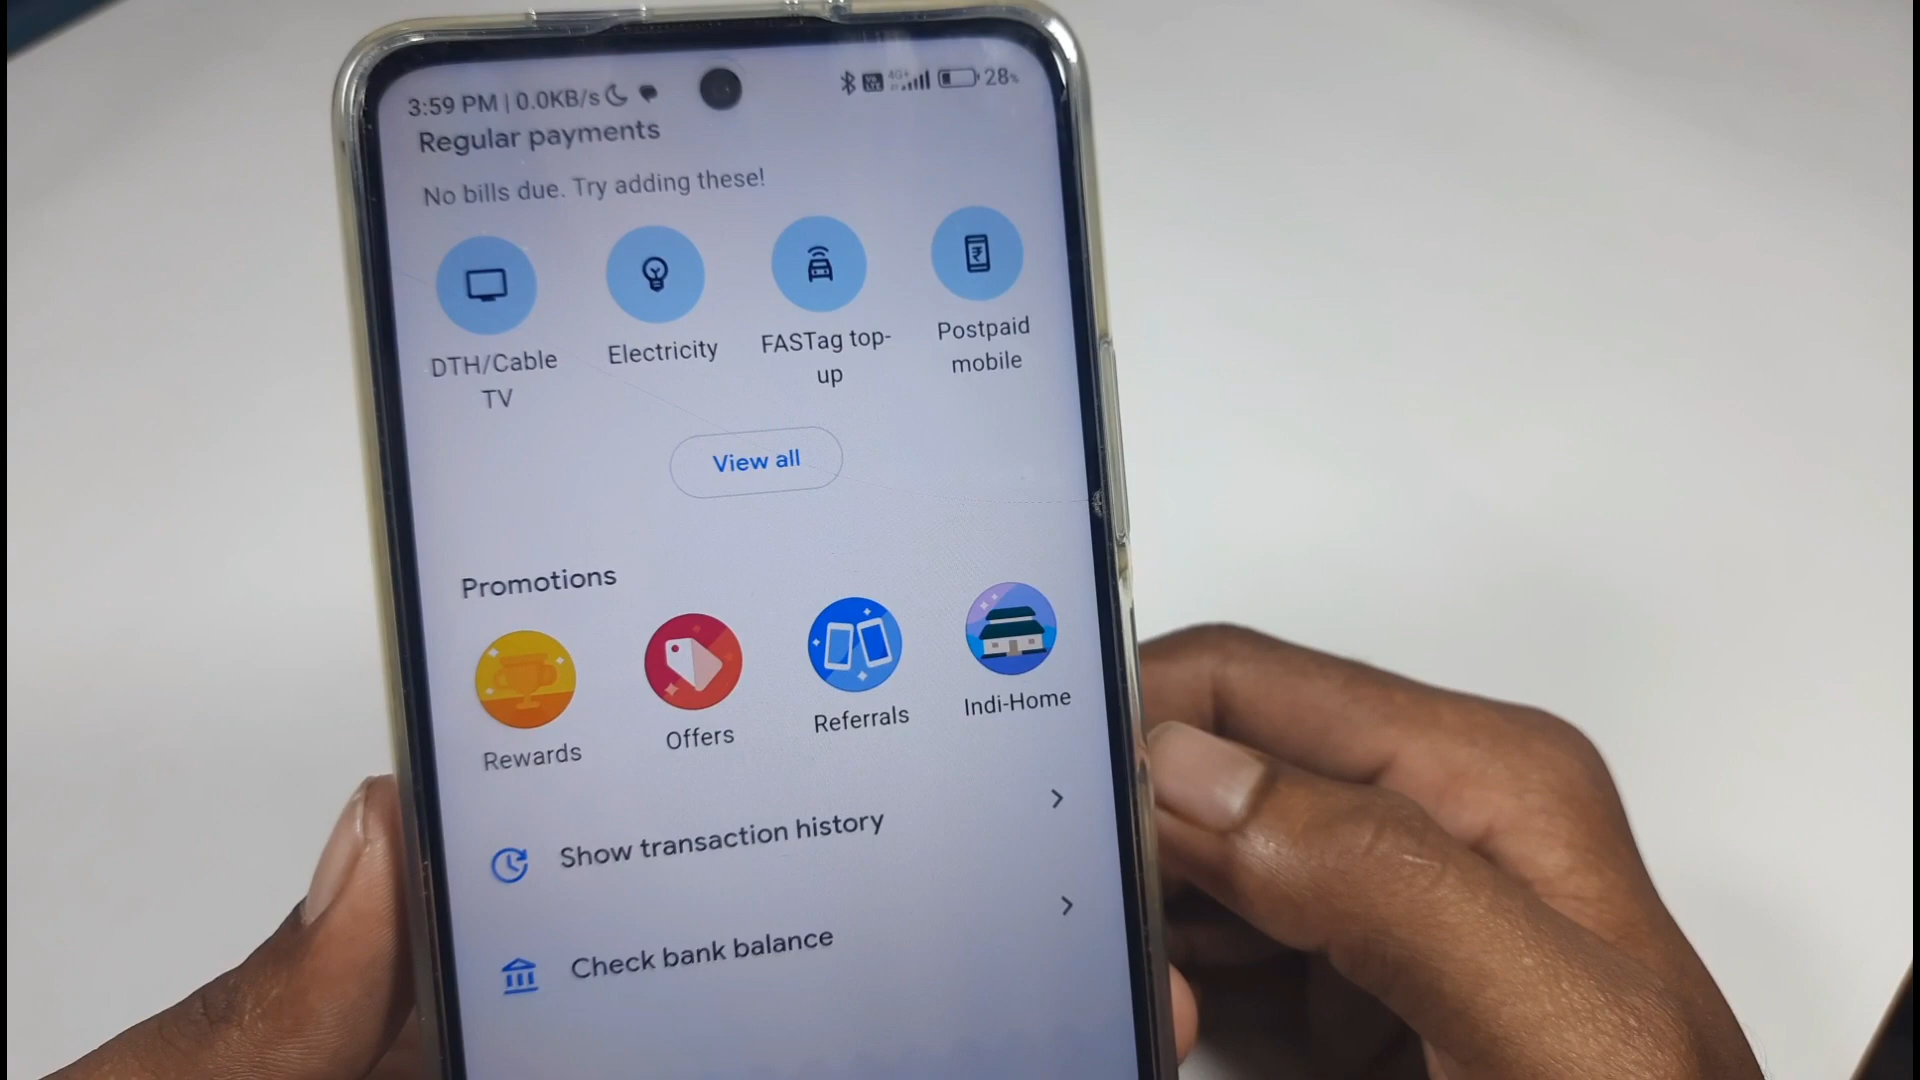 3:59 PM | 0.0KB/s 4G+ 28%
Regular payments
No bills due. Try adding these!
DTH/Cable
TV
Electricity
FASTag top-
up
Postpaid
mobile
View all
Promotions
Rewards
Offers
Referrals
Indi-Home
Show transaction history
Check bank balance